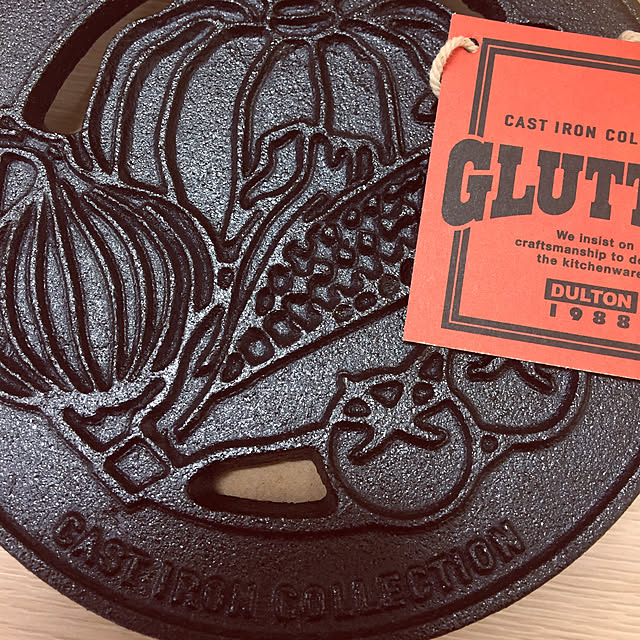 CAST IRON COL
GLUTT
We insist on
craftsmanship to de
the kitchenware
DULTON
1988
CAST IRON COLLECTION